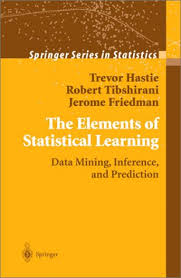 Springer Series in Statistics
Trevor Hastie
Robert Tibshirani
Jerome Friedman
The Elements of
Statistical Learning
Data Mining, Inference,
and Prediction
Springer